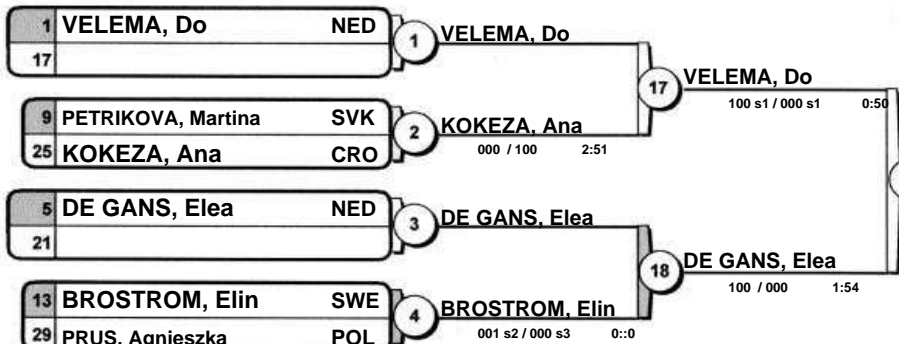 1 VELEMA, Do NED
17
1
VELEMA, Do
9 PETRIKOVA, Martina SVK
25 KOKEZA, Ana CRO
2
KOKEZA, Ana
000 / 100 2:51
17
VELEMA, Do
100 s1 / 000 s1 0:50
5 DE GANS, Elea NED
21
3
DE GANS, Elea
13 BROSTROM, Elin SWE
29 PRUS, Agnieszka POL
4
BROSTROM, Elin
001 s2 / 000 s3 0::0
18
DE GANS, Elea
100 / 000 1:54